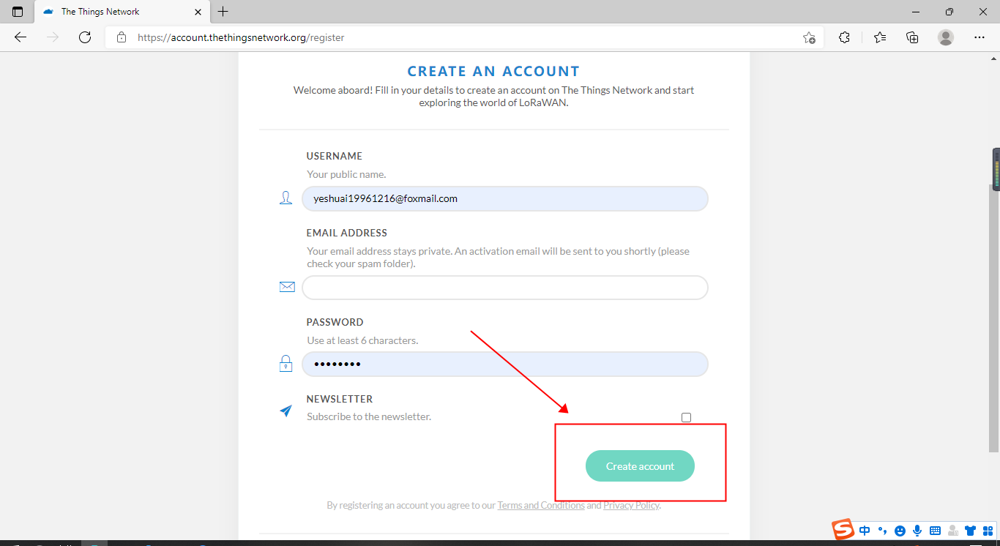 The Things Network
https://account.thethingsnetwork.org/register
CREATE AN ACCOUNT
Welcome aboard! Fill in your details to create an account on The Things Network and start
exploring the world of LoRaWAN.
USERNAME
Your public name.
yeshuai19961216@foxmail.com
EMAIL ADDRESS
Your email address stays private. An activation email will be sent to you shortly (please
check your spam folder).
PASSWORD
Use at least 6 characters.
••••••••
NEWSLETTER
Subscribe to the newsletter.
Create account
By registering an account you agree to our Terms and Conditions and Privacy Policy.
中